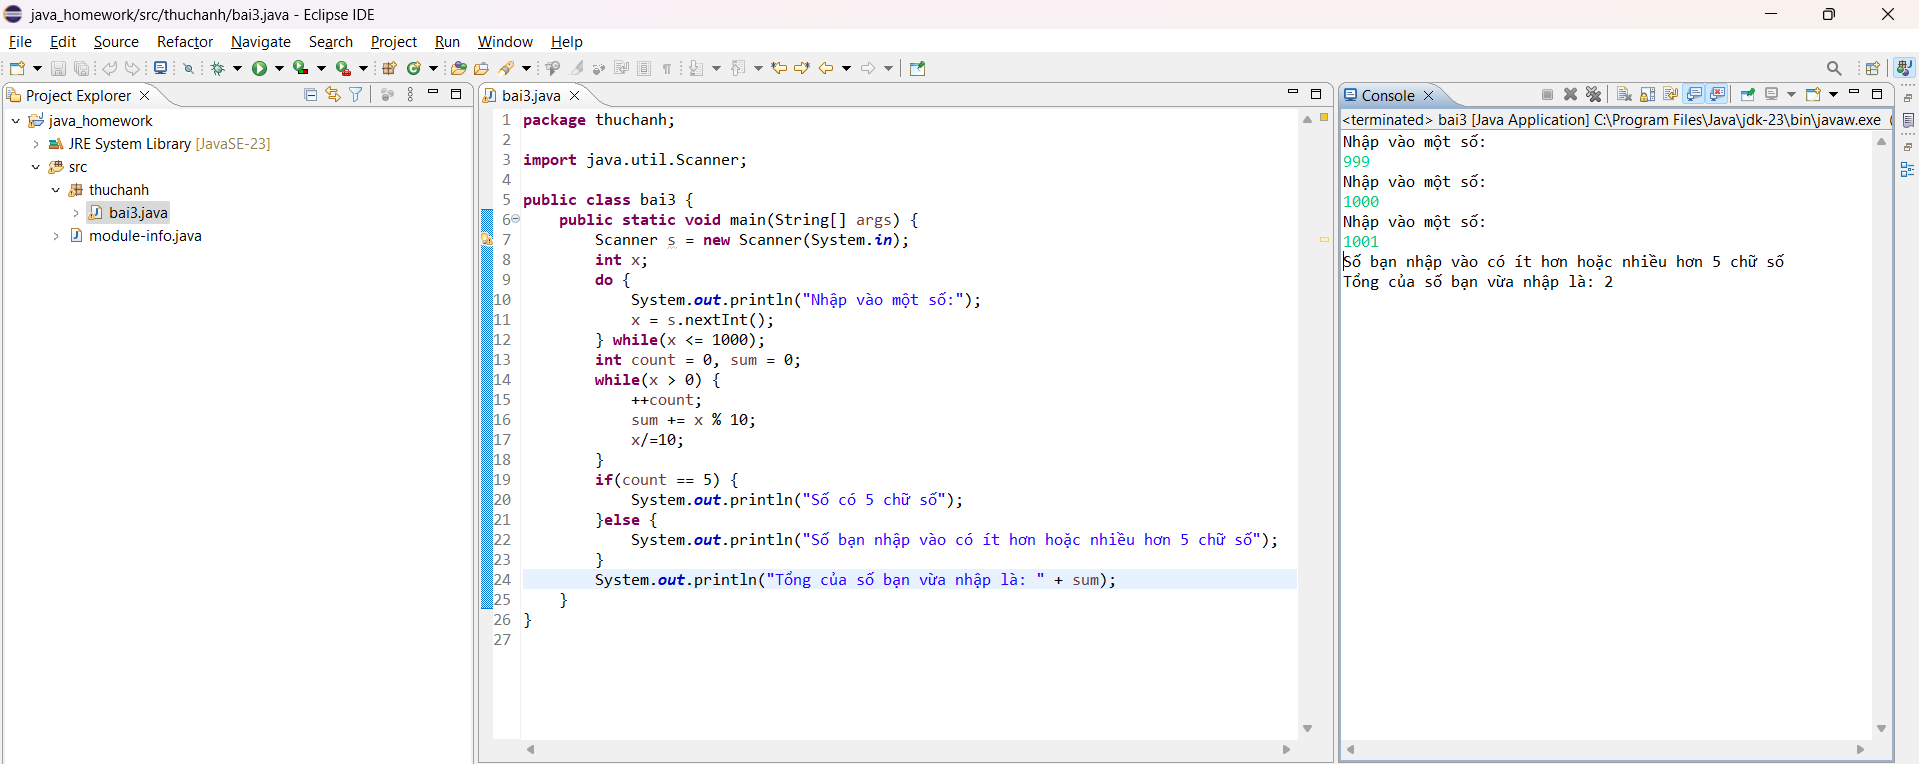 java_homework/src/thuchanh/bai3.java - Eclipse IDE
File Edit Source Refactor Navigate Search Project Run Window Help
Project Explorer
java_homework
JRE System Library [JavaSE-23]
src
thuchanh
bai3.java
module-info.java
bai3.java
1 package thuchanh;
2
3 import java.util.Scanner;
4
5 public class bai3 {
6 public static void main(String[] args) {
7 Scanner s = new Scanner(System.in);
8 int x;
9 do {
10 System.out.println("Nhập vào một số:");
11 x = s.nextInt();
12 } while(x <= 1000);
13 int count = 0, sum = 0;
14 while(x > 0) {
15 ++count;
16 sum += x % 10;
17 x/=10;
18 }
19 if(count == 5) {
20 System.out.println("Số có 5 chữ số");
21 }else {
22 System.out.println("Số bạn nhập vào có ít hơn hoặc nhiều hơn 5 chữ số");
23 }
24 System.out.println("Tổng của số bạn vừa nhập là: " + sum);
25 }
26 }
27
Console
<terminated> bai3 [Java Application] C:\Program Files\Java\jdk-23\bin\javaw.exe (
Nhập vào một số:
999
Nhập vào một số:
1000
Nhập vào một số:
1001
Số bạn nhập vào có ít hơn hoặc nhiều hơn 5 chữ số
Tổng của số bạn vừa nhập là: 2